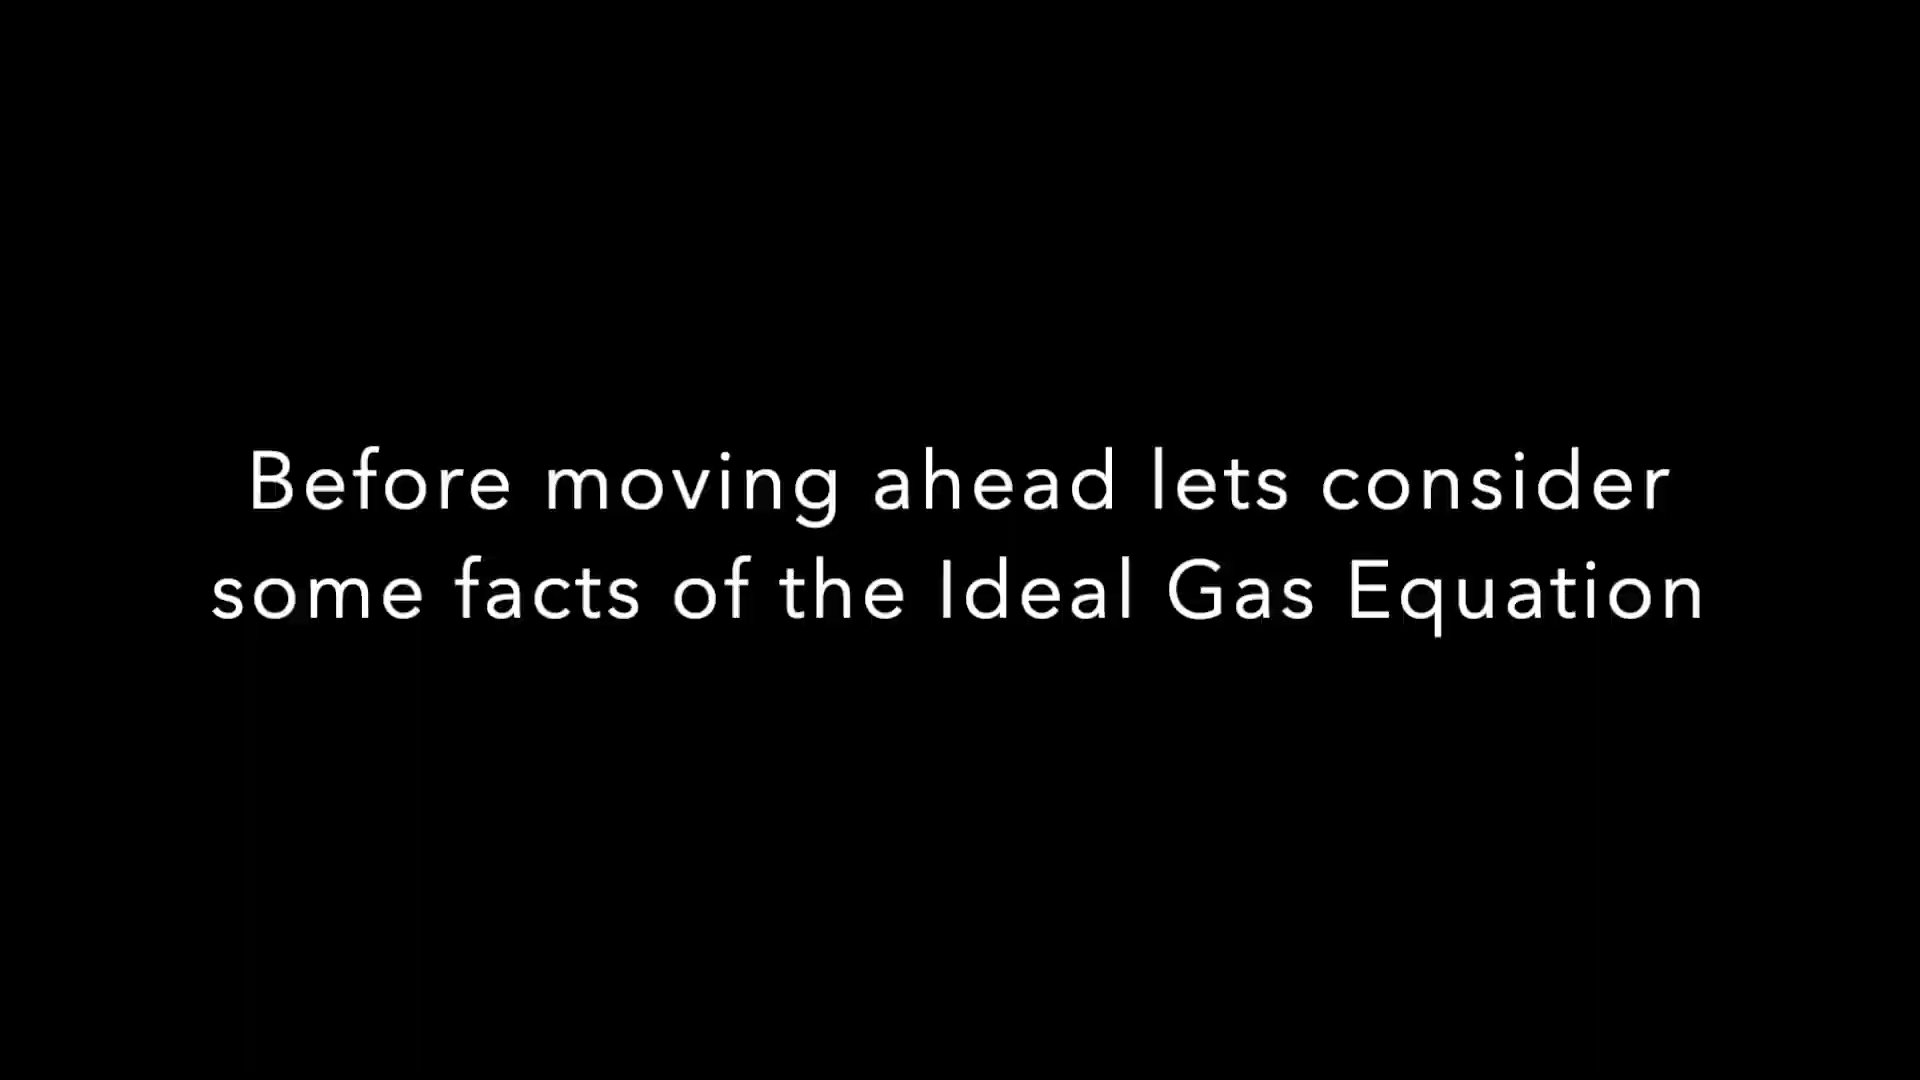 Before moving ahead lets consider
some facts of the Ideal Gas Equation